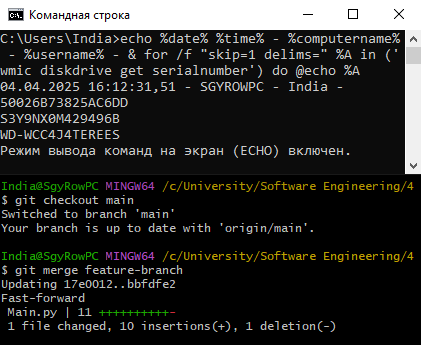 Командная строка
C:\Users\India>echo %date% %time% - %computername%
- %username% - & for /f "skip=1 delims=" %A in ('
wmic diskdrive get serialnumber') do @echo %A
04.04.2025 16:12:31,51 - SGYROWPC - India -
50026B73825AC6DD
S3Y9NX0M429496B
WD-WCC4J4TEREES
Режим вывода команд на экран (ECHO) включен.
India@SgyRowPC MINGW64 /c/University/Software Engineering/4
$ git checkout main
Switched to branch 'main'
Your branch is up to date with 'origin/main'.
India@SgyRowPC MINGW64 /c/University/Software Engineering/4
$ git merge feature-branch
Updating 17e0012..bbfdfe2
Fast-forward
Main.py | 11 ++++++++++-
1 file changed, 10 insertions(+), 1 deletion(-)